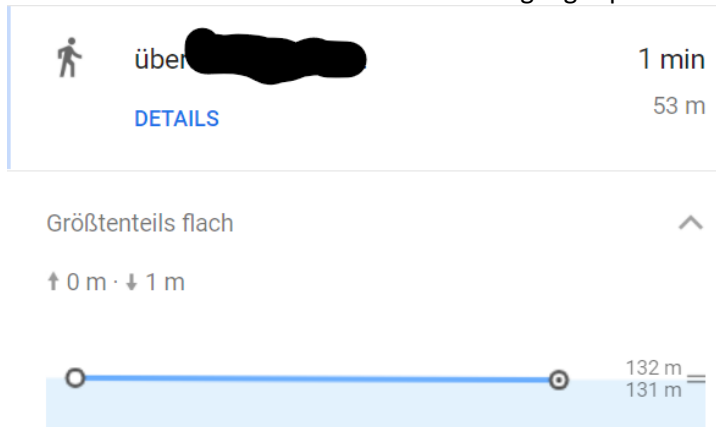 über
1 min
DETAILS
53 m
Größtenteils flach
0 m · 1 m
132 m
131 m